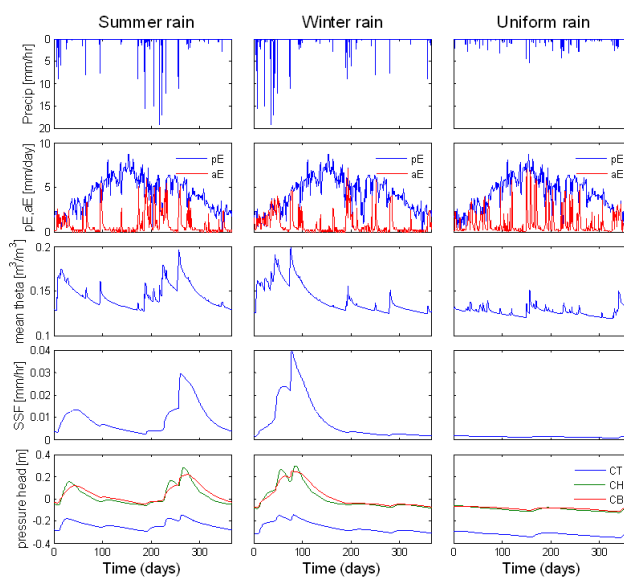 Summer rain
Winter rain
Uniform rain
Precip [mm/hr]
0
5
10
15
20
pE,aE [mm/day]
10
5
0
pE
aE
pE
aE
pE
aE
mean theta [m³/m³]
0.2
0.15
0.1
SSF [mm/hr]
0.04
0.03
0.02
0.01
0
pressure head [m]
0.4
0.2
0
-0.2
-0.4
CT
CH
CB
0 100 200 300
0 100 200 300
0 100 200 300
Time (days)
Time (days)
Time (days)